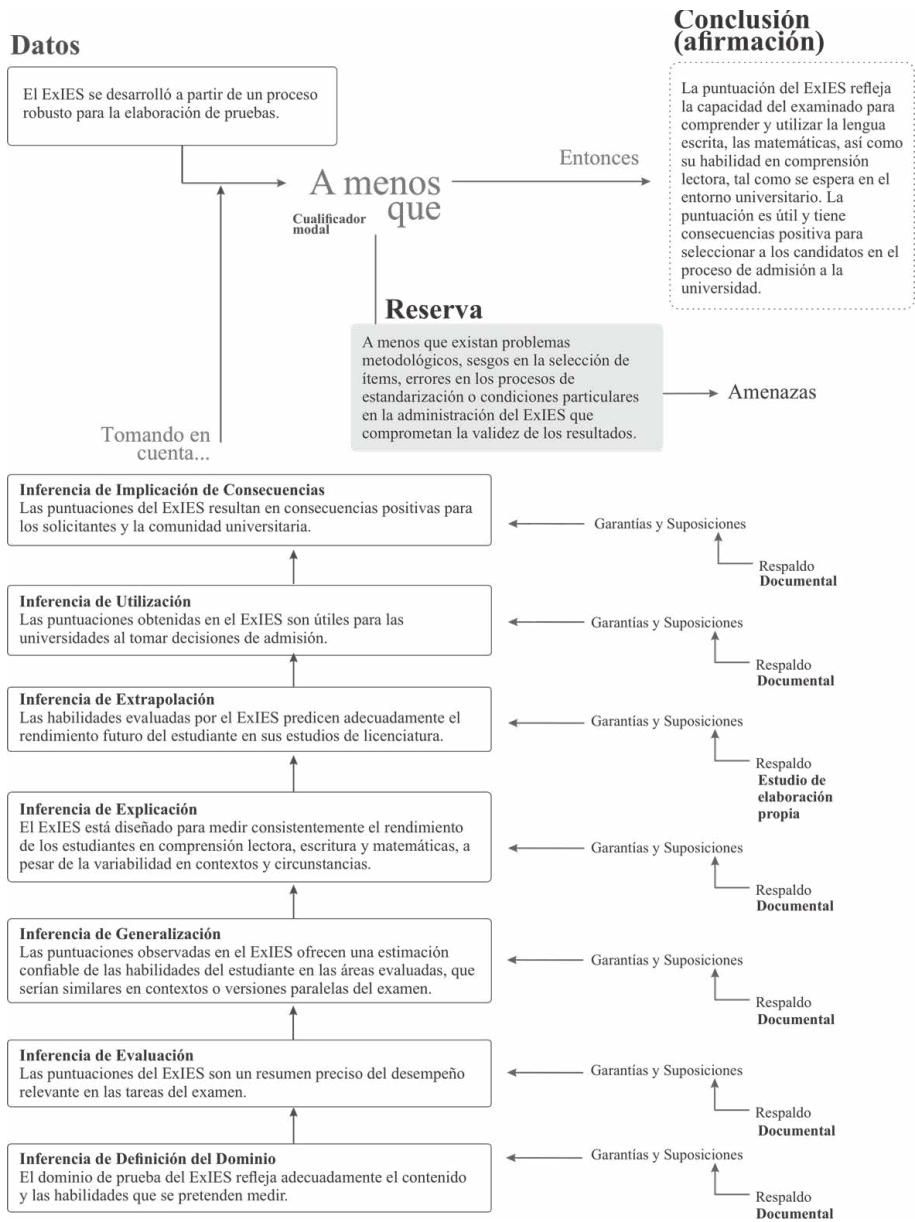 Datos
El ExIES se desarrolló a partir de un proceso
robusto para la elaboración de pruebas.
Conclusión
(afirmación)
La puntuación del ExIES refleja
la capacidad del examinado para
comprender y utilizar la lengua
escrita, las matemáticas, así como
su habilidad en comprensión
lectora, tal como se espera en el
entorno universitario. La
puntuación es útil y tiene
consecuencias positiva para
seleccionar a los candidatos en el
proceso de admisión a la
universidad.
A menos
que
Cualificador
modal
Entonces
Reserva
A menos que existan problemas
metodológicos, sesgos en la selección de
ítems, errores en los procesos de
estandarización o condiciones particulares
en la administración del ExIES que
comprometan la validez de los resultados.
Amenazas
Tomando en
cuenta...
Inferencia de Implicación de Consecuencias
Las puntuaciones del ExIES resultan en consecuencias positivas para
los solicitantes y la comunidad universitaria.
Garantías y Suposiciones
Respaldo
Documental
Inferencia de Utilización
Las puntuaciones obtenidas en el ExIES son útiles para las
universidades al tomar decisiones de admisión.
Garantías y Suposiciones
Respaldo
Documental
Inferencia de Extrapolación
Las habilidades evaluadas por el ExIES predicen adecuadamente el
rendimiento futuro del estudiante en sus estudios de licenciatura.
Garantías y Suposiciones
Respaldo
Estudio de
elaboración
propia
Inferencia de Explicación
El ExIES está diseñado para medir consistentemente el rendimiento
de los estudiantes en comprensión lectora, escritura y matemáticas, a
pesar de la variabilidad en contextos y circunstancias.
Garantías y Suposiciones
Respaldo
Documental
Inferencia de Generalización
Las puntuaciones observadas en el ExIES ofrecen una estimación
confiable de las habilidades del estudiante en las áreas evaluadas, que
serían similares en contextos o versiones paralelas del examen.
Garantías y Suposiciones
Respaldo
Documental
Inferencia de Evaluación
Las puntuaciones del ExIES son un resumen preciso del desempeño
relevante en las tareas del examen.
Garantías y Suposiciones
Respaldo
Documental
Inferencia de Definición del Dominio
El dominio de prueba del ExIES refleja adecuadamente el contenido
y las habilidades que se pretenden medir.
Garantías y Suposiciones
Respaldo
Documental